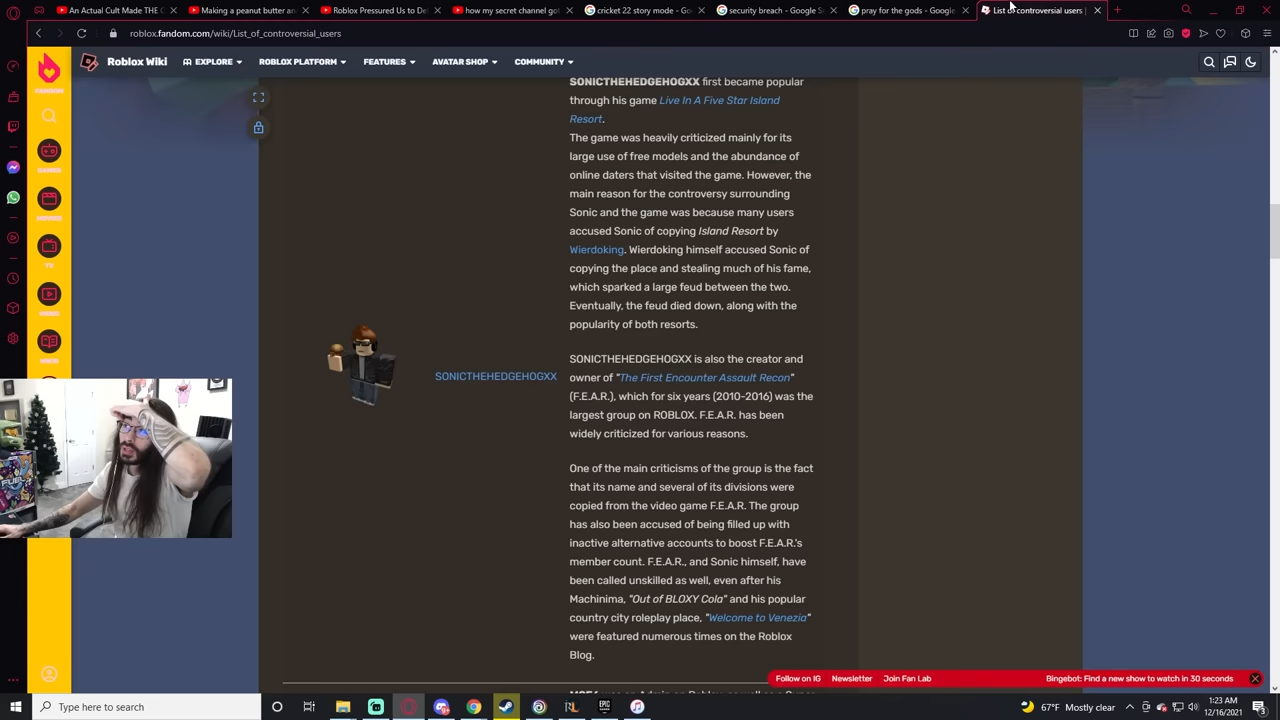 An Actual Cult Made THE C
Making a peanut butter an
Roblox Pressured Us to De
how my secret channel got
cricket 22 story mode - Go
security breach - Google S
pray for the gods - Google
List of controversial users |
roblox.fandom.com/wiki/List_of_controversial_users
FANDOM
Roblox Wiki
EXPLORE
ROBLOX PLATFORM
FEATURES
AVATAR SHOP
COMMUNITY
GAMES
MOVIES
TV
SONICTHEHEDGEHOGXX first became popular
through his game Live In A Five Star Island
Resort.
The game was heavily criticized mainly for its
large use of free models and the abundance of
online daters that visited the game. However, the
main reason for the controversy surrounding
Sonic and the game was because many users
accused Sonic of copying Island Resort by
Wierdoking. Wierdoking himself accused Sonic of
copying the place and stealing much of his fame,
which sparked a large feud between the two.
Eventually, the feud died down, along with the
popularity of both resorts.
SONICTHEHEDGEHOGXX
SONICTHEHEDGEHOGXX is also the creator and
owner of "The First Encounter Assault Recon"
(F.E.A.R.), which for six years (2010-2016) was the
largest group on ROBLOX. F.E.A.R. has been
widely criticized for various reasons.
One of the main criticisms of the group is the fact
that its name and several of its divisions were
copied from the video game F.E.A.R. The group
has also been accused of being filled up with
inactive alternative accounts to boost F.E.A.R.'s
member count. F.E.A.R., and Sonic himself, have
been called unskilled as well, even after his
Machinima, "Out of BLOXY Cola" and his popular
country city roleplay place, "Welcome to Venezia"
were featured numerous times on the Roblox
Blog.
Follow on IG
Newsletter
Join Fan Lab
Bingebot: Find a new show to watch in 30 seconds
Type here to search
EPIC
67°F Mostly clear
1:23 AM
12/16/2021